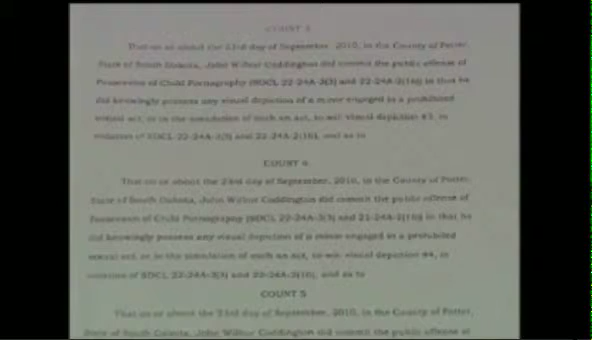 COUNT 3
That on or about the 23rd day of September, 2010, in the County of Potter,
State of South Dakota, John Wilbur Coddington did commit the public offense of
Possession of Child Pornography (SDCL 22-24A-3(3) and 22-24A-2(16)) in that he
did knowingly possess any visual depiction of a minor engaged in a prohibited
sexual act, or in the simulation of such an act, to wit: visual depiction #3, in
violation of SDCL 22-24A-3(3) and 22-24A-2(16), and as to
COUNT 4
That on or about the 23rd day of September, 2010, in the County of Potter,
State of South Dakota, John Wilbur Coddington did commit the public offense of
Possession of Child Pornography (SDCL 22-24A-3(3) and 22-24A-2(16)) in that he
did knowingly possess any visual depiction of a minor engaged in a prohibited
sexual act, or in the simulation of such an act, to wit: visual depiction #4, in
violation of SDCL 22-24A-3(3) and 22-24A-2(16), and as to
COUNT 5
That on or about the 23rd day of September, 2010, in the County of Potter,
State of South Dakota, John Wilbur Coddington did commit the public offense of